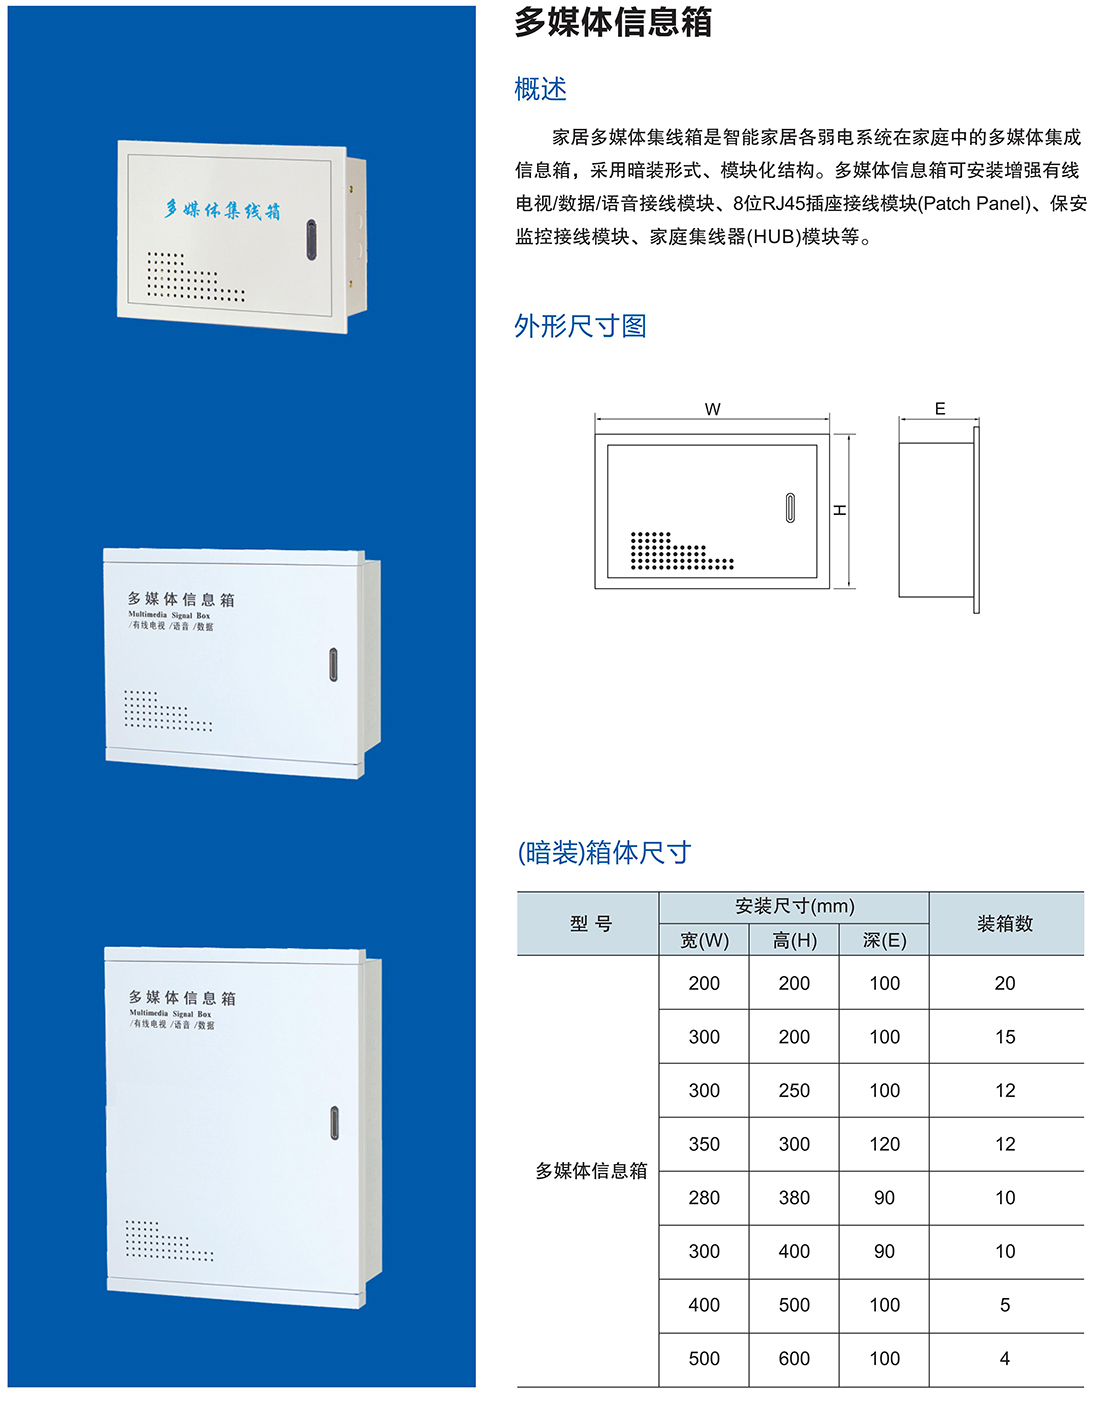 多媒体信息箱
概述
家居多媒体集线箱是智能家居各弱电系统在家庭中的多媒体集成
信息箱，采用暗装形式、模块化结构。多媒体信息箱可安装增强有线
电视/数据/语音接线模块、8位RJ45插座接线模块(Patch Panel)、保安
监控接线模块、家庭集线器(HUB)模块等。
外形尺寸图
W
E
H
多媒体集线箱
多媒体信息箱
Multimedia Signal Box
/有线电视 /语音 /数据
多媒体信息箱
Multimedia Signal Box
/有线电视 /语音 /数据
(暗装)箱体尺寸
型 号 安装尺寸(mm) 装箱数
宽(W) 高(H) 深(E)
多媒体信息箱
200 200 100 20
300 200 100 15
300 250 100 12
350 300 120 12
280 380 90 10
300 400 90 10
400 500 100 5
500 600 100 4